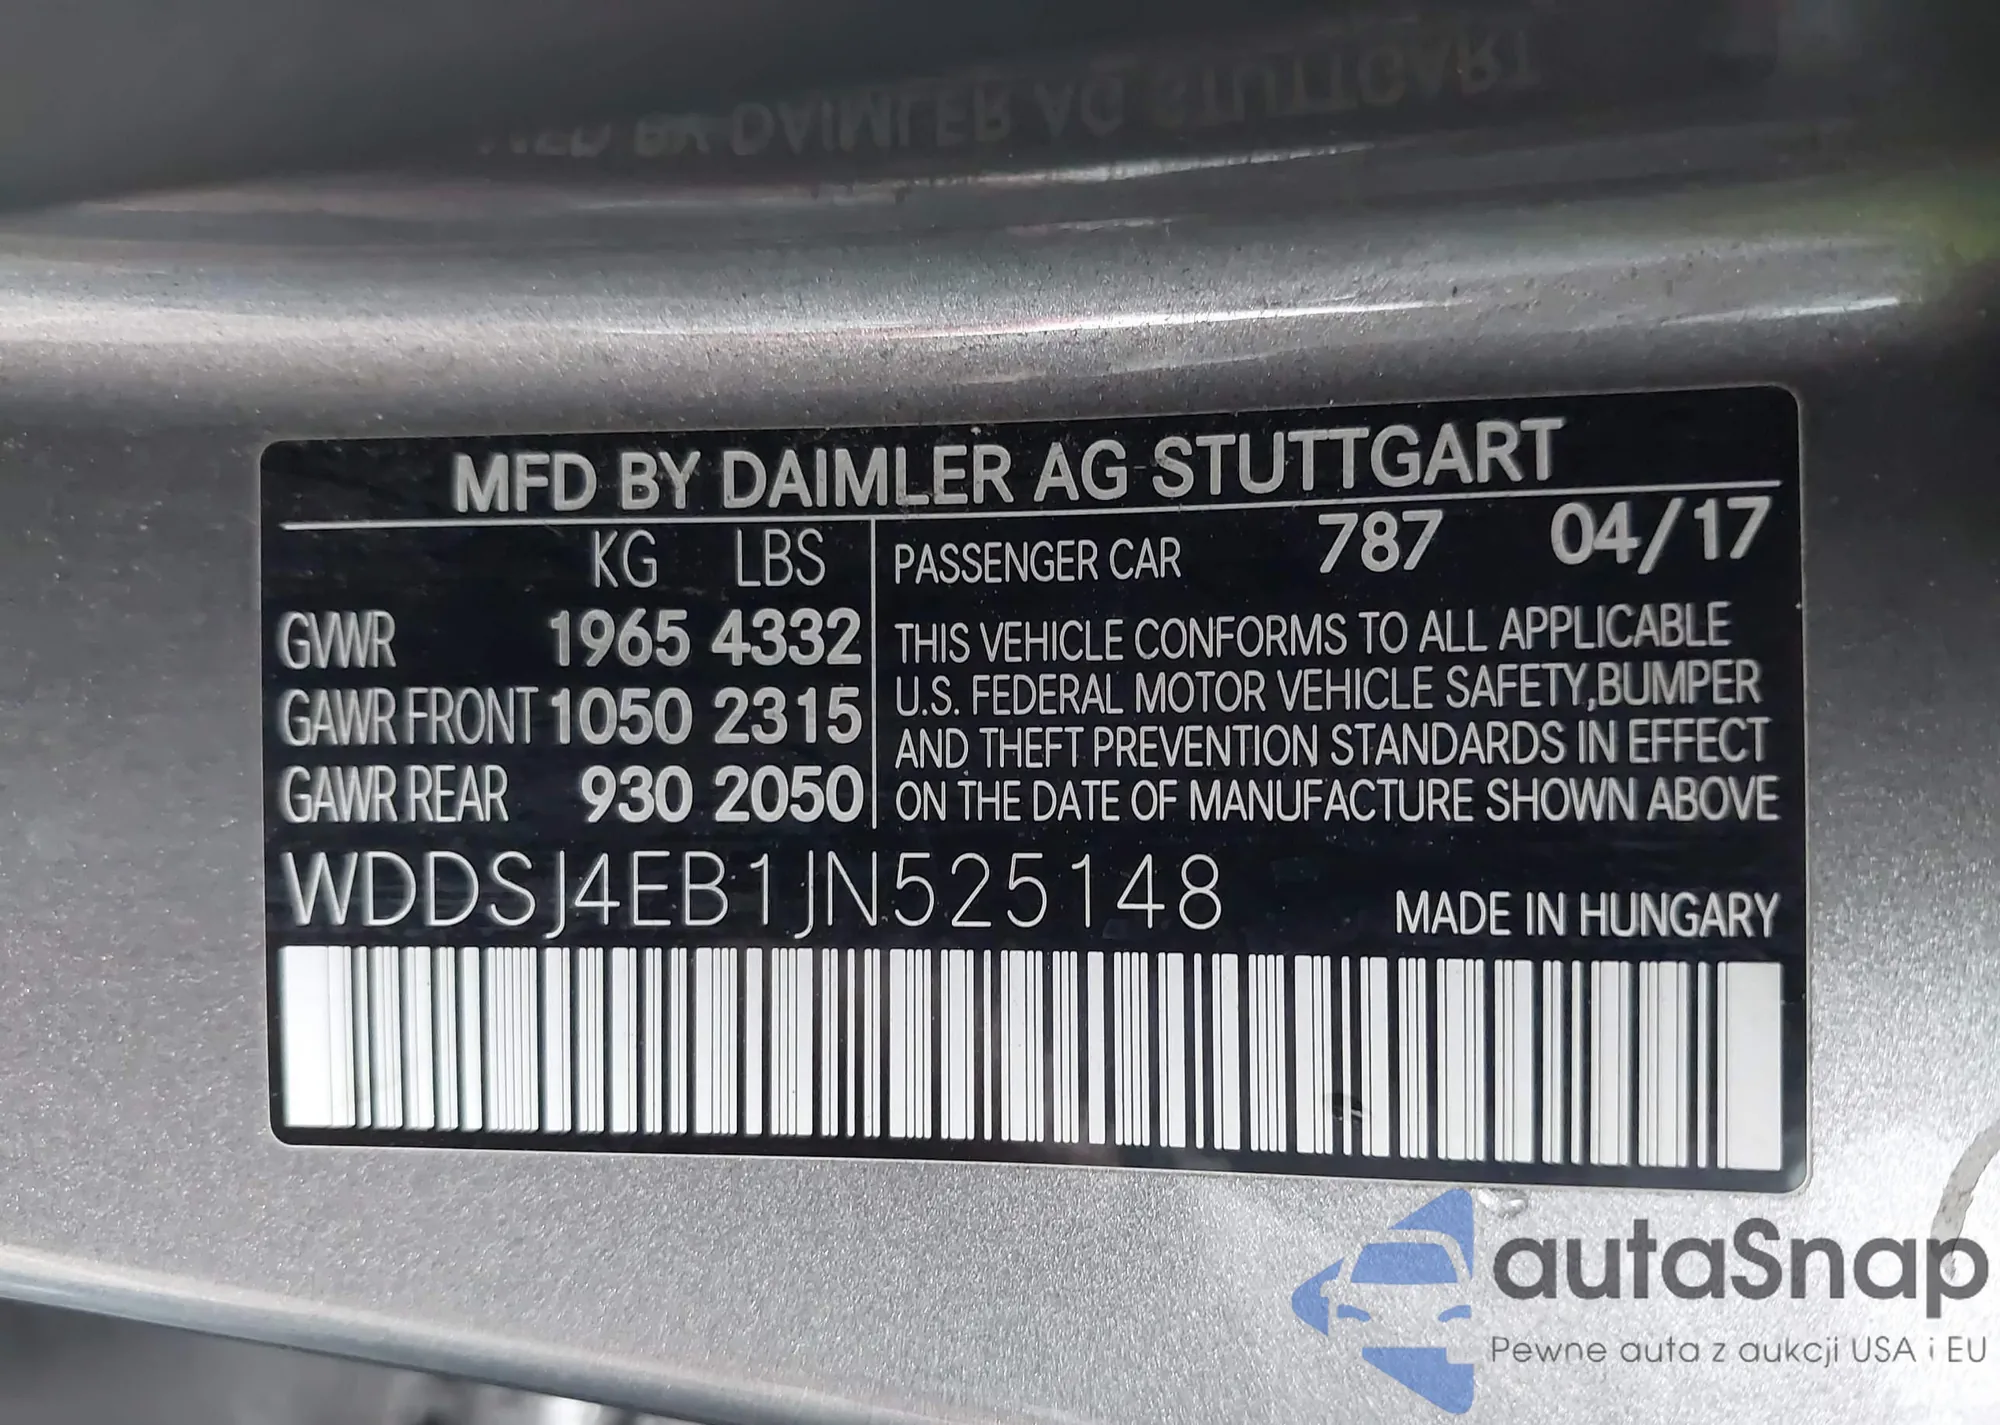 MFD BY DAIMLER AG STUTTGART
KG LBS
GVWR 1965 4332
GAWR FRONT 1050 2315
GAWR REAR 930 2050
PASSENGER CAR 787 04/17
THIS VEHICLE CONFORMS TO ALL APPLICABLE
U.S. FEDERAL MOTOR VEHICLE SAFETY,BUMPER
AND THEFT PREVENTION STANDARDS IN EFFECT
ON THE DATE OF MANUFACTURE SHOWN ABOVE
WDDSJ4EB1JN525148
MADE IN HUNGARY
autaSnap
Pewne auta z aukcji USA i EU